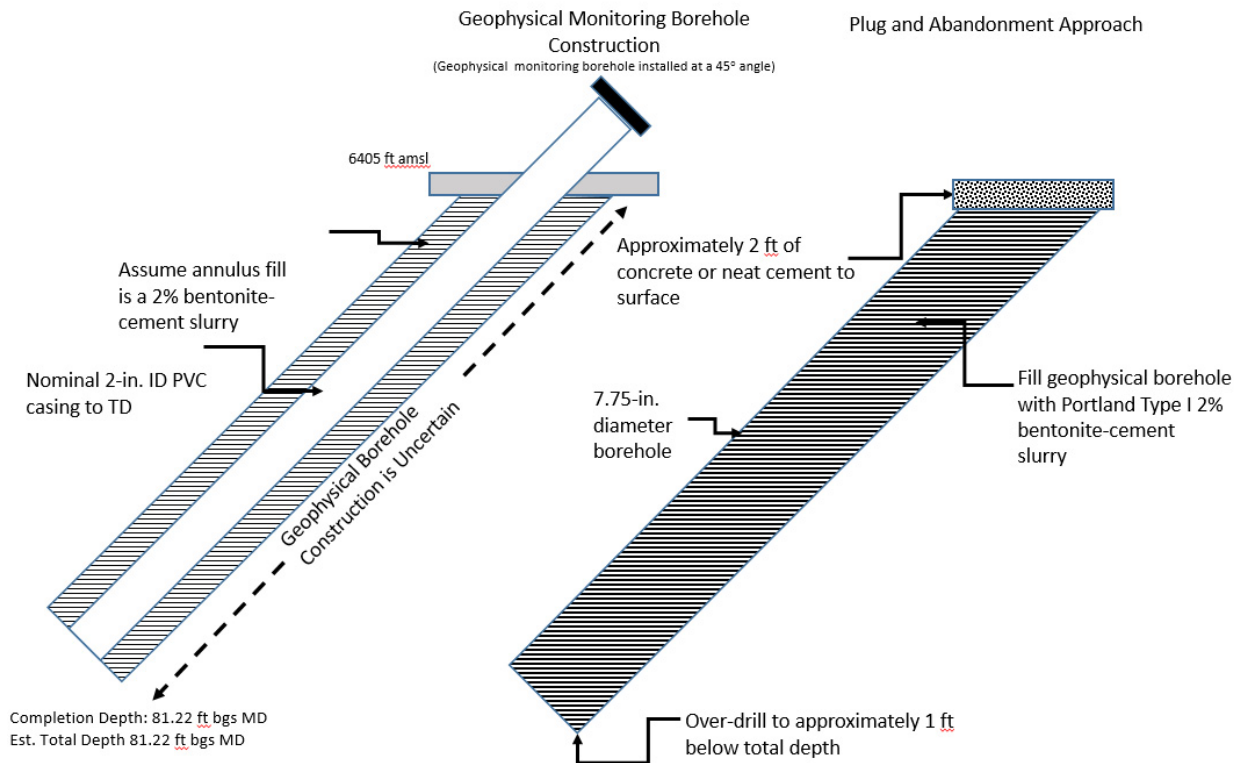 Geophysical Monitoring Borehole
Construction
(Geophysical monitoring borehole installed at a 45° angle)
Plug and Abandonment Approach
6405 ft amsl
Assume annulus fill
is a 2% bentonite-
cement slurry
Nominal 2-in. ID PVC
casing to TD
Geophysical Borehole
Construction is Uncertain
Completion Depth: 81.22 ft bgs MD
Est. Total Depth 81.22 ft bgs MD
Approximately 2 ft of
concrete or neat cement to
surface
7.75-in.
diameter
borehole
Fill geophysical borehole
with Portland Type I 2%
bentonite-cement
slurry
Over-drill to approximately 1 ft
below total depth